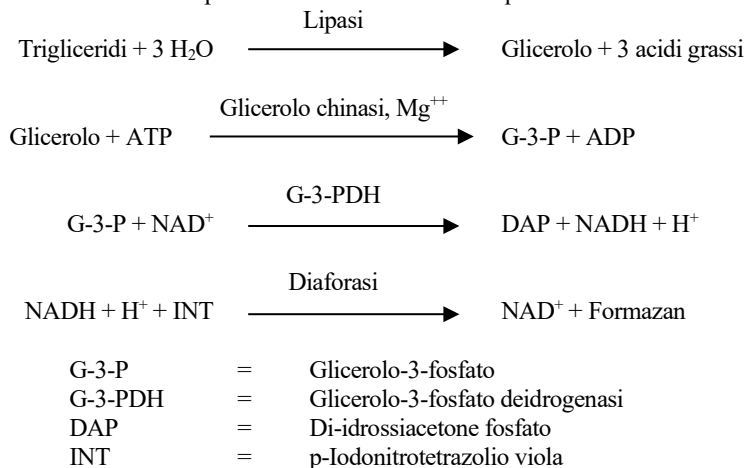 Lipasi
Trigliceridi + 3 H₂O Glicerolo + 3 acidi grassi
Glicerolo chinasi, Mg⁺⁺
Glicerolo + ATP G-3-P + ADP
G-3-PDH
G-3-P + NAD⁺ DAP + NADH + H⁺
Diaforasi
NADH + H⁺ + INT NAD⁺ + Formazan
G-3-P = Glicerolo-3-fosfato
G-3-PDH = Glicerolo-3-fosfato deidrogenasi
DAP = Di-idrossiacetone fosfato
INT = p-Iodonitrotetrazolio viola